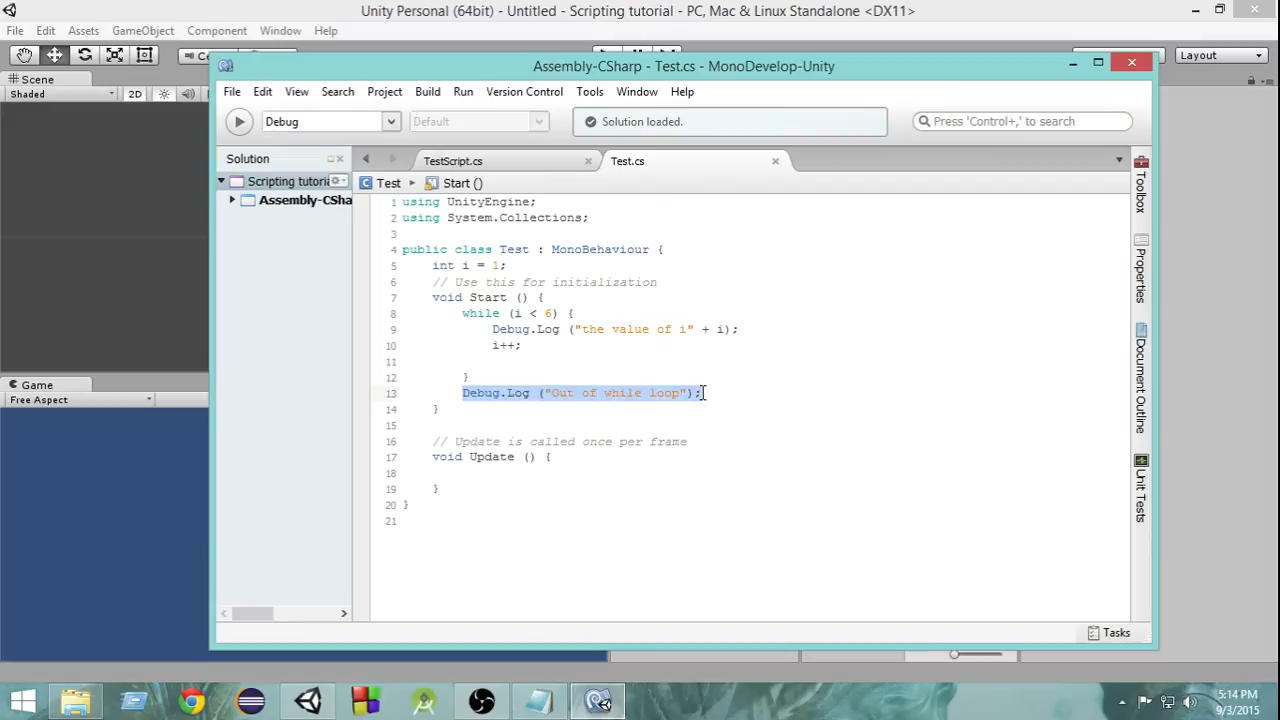 Unity Personal (64bit) - Untitled - Scripting tutorial - PC, Mac & Linux Standalone <DX11>
File Edit Assets GameObject Component Window Help
Layout
Scene
Shaded 2D
Game
Free Aspect
Assembly-CSharp - Test.cs - MonoDevelop-Unity
File Edit View Search Project Build Run Version Control Tools Window Help
Debug Default Solution loaded. Press 'Control+,' to search
Solution TestScript.cs Test.cs
Scripting tutoria Test Start ()
Assembly-CSha
1 using UnityEngine;
2 using System.Collections;
3
4 public class Test : MonoBehaviour {
5 int i = 1;
6 // Use this for initialization
7 void Start () {
8 while (i < 6) {
9 Debug.Log ("the value of i" + i);
10 i++;
11
12 }
13 Debug.Log ("Out of while loop");
14 }
15
16 // Update is called once per frame
17 void Update () {
18
19 }
20 }
21
Toolbox
Properties
Document Outline
Unit Tests
Tasks
5:14 PM
9/3/2015